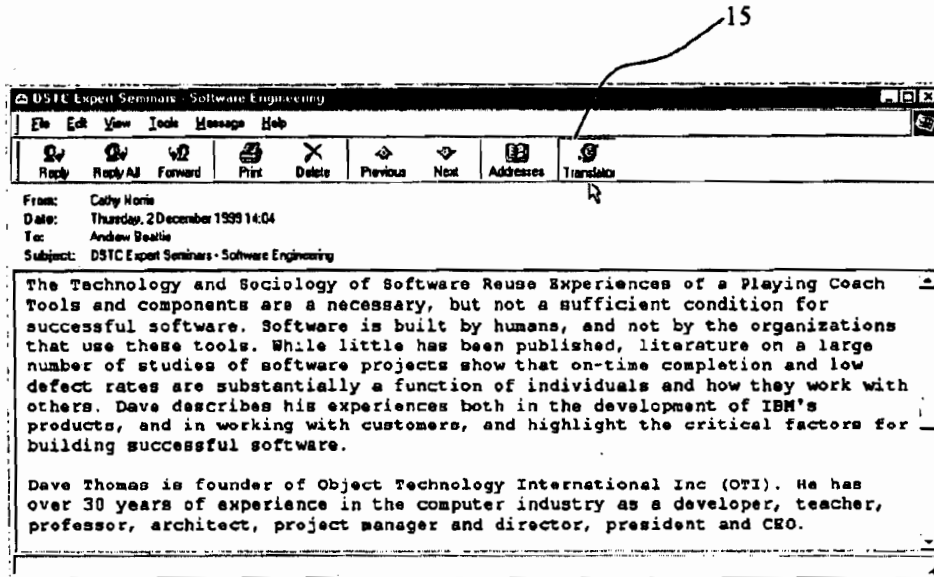 15
DSTC Expert Seminars - Software Engineering
File Edit View Tools Message Help
Reply Reply All Forward Print Delete Previous Next Addresses Translator
From: Cathy Norris
Date: Thursday, 2 December 1999 14:04
To: Andrew Beattie
Subject: DSTC Expert Seminars - Software Engineering
The Technology and Sociology of Software Reuse Experiences of a Playing Coach
Tools and components are a necessary, but not a sufficient condition for
successful software. Software is built by humans, and not by the organizations
that use these tools. While little has been published, literature on a large
number of studies of software projects show that on-time completion and low
defect rates are substantially a function of individuals and how they work with
others. Dave describes his experiences both in the development of IBM's
products, and in working with customers, and highlight the critical factors for
building successful software.
Dave Thomas is founder of Object Technology International Inc (OTI). He has
over 30 years of experience in the computer industry as a developer, teacher,
professor, architect, project manager and director, president and CEO.